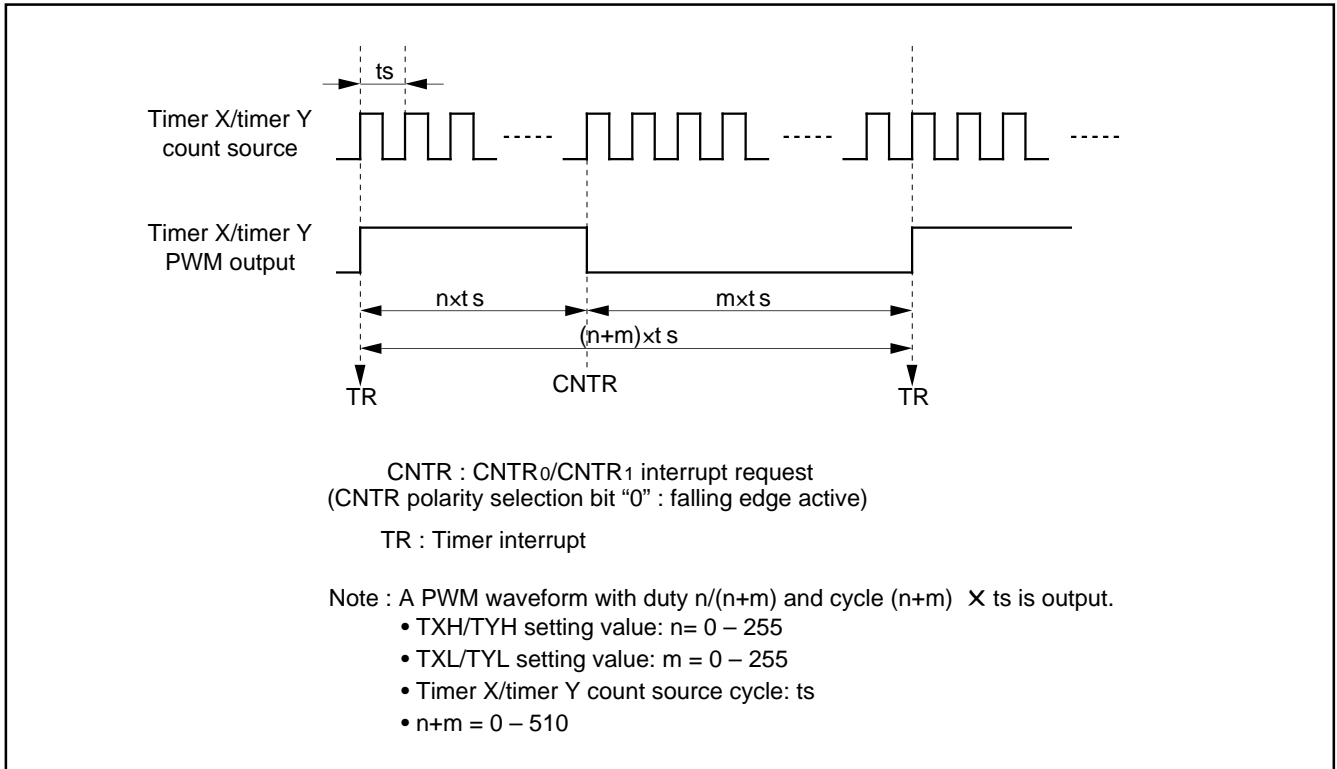 ts
Timer X/timer Y
count source
Timer X/timer Y
PWM output
n×t s
m×t s
(n+m)×t s
TR
CNTR
TR
CNTR : CNTR0/CNTR1 interrupt request
(CNTR polarity selection bit “0” : falling edge active)
TR : Timer interrupt
Note : A PWM waveform with duty n/(n+m) and cycle (n+m) × ts is output.
• TXH/TYH setting value: n= 0 – 255
• TXL/TYL setting value: m = 0 – 255
• Timer X/timer Y count source cycle: ts
• n+m = 0 – 510